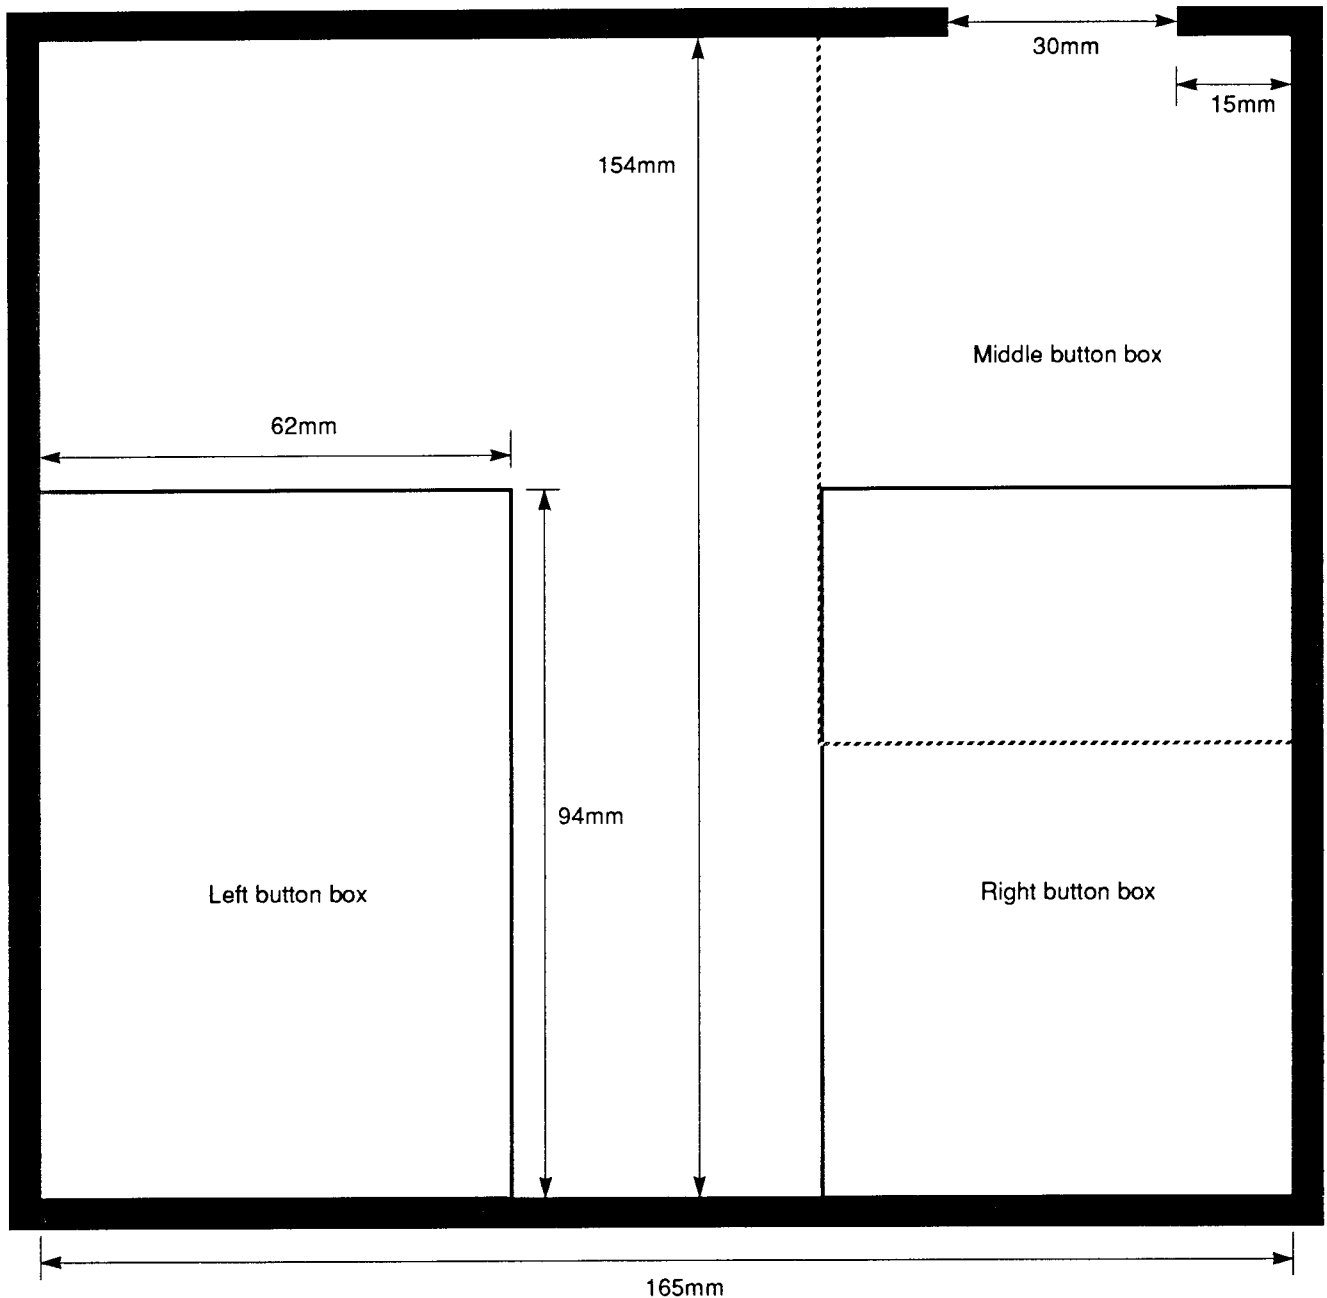 30mm
15mm
154mm
Middle button box
62mm
94mm
Left button box
Right button box
165mm